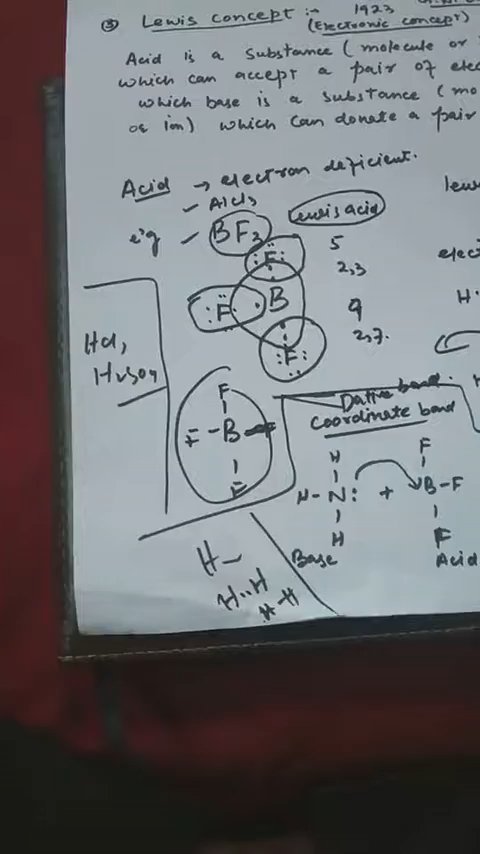 ③ Lewis concept :- 1923
(Electronic concept)
Acid is a substance ( molecule or
which can accept a pair of elec
which base is a substance ( mo
or ion) which can donate a pair
Acid → electron deficient.
- AlCl3
e.g - BF3
Lewis acid
lewi
:F:
5
2,3
elect
:F B
9
2,7.
:F:
H.
HCl,
H2SO4
F
F-B-
F
Dative bond.
Coordinate bond
H
H-N: + B-F
H F
F
Base Acid
H-
H..H
H-H